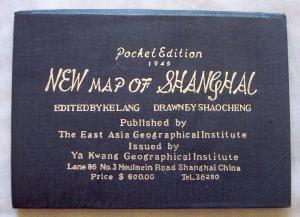 Pocket Edition
1945
NEW MAP OF SHANGHAI
EDITED BY KE LANG DRAWN BY SHAO CHENG
Published by
The East Asia Geographical Institute
Issued by
Ya Kwang Geographical Institute
Lane 86 No. 3 Meulmein Road Shanghai China
Price $ 600.00 TeL. 36280